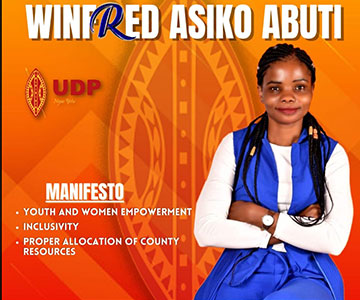 WINFRED ASIKO ABUTI
UDP
MANIFESTO
• YOUTH AND WOMEN EMPOWERMENT
• INCLUSIVITY
• PROPER ALLOCATION OF COUNTY
RESOURCES